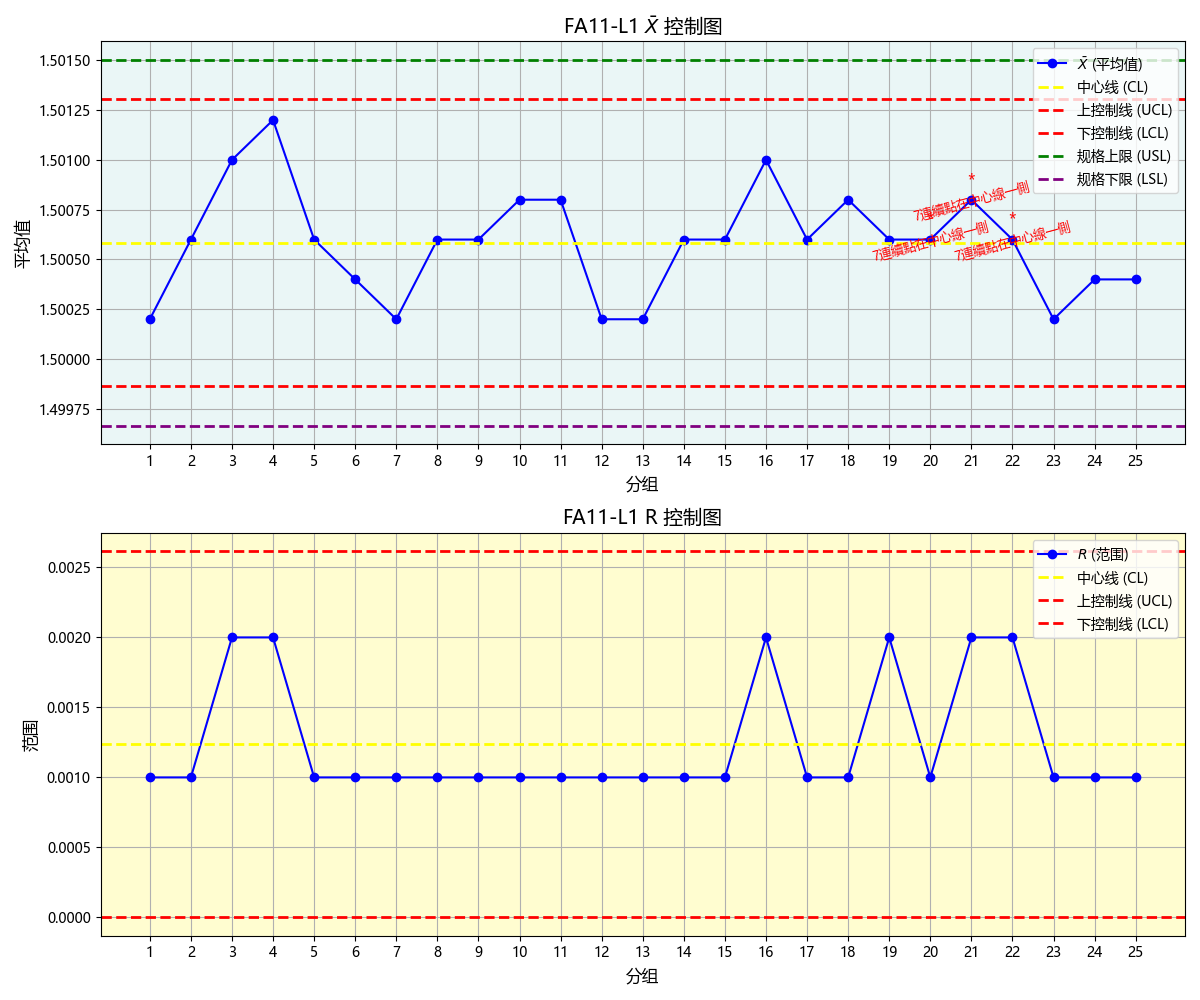 FA11-L1 X̄ 控制图
平均值
1.50150
1.50125
1.50100
1.50075
1.50050
1.50025
1.50000
1.49975
X̄ (平均值)
中心线 (CL)
上控制线 (UCL)
下控制线 (LCL)
规格上限 (USL)
规格下限 (LSL)
*
7連續點在中心線一側
*
7連續點在中心線一側
*
7連續點在中心線一側
1 2 3 4 5 6 7 8 9 10 11 12 13 14 15 16 17 18 19 20 21 22 23 24 25
分组
FA11-L1 R 控制图
范围
0.0025
0.0020
0.0015
0.0010
0.0005
0.0000
R (范围)
中心线 (CL)
上控制线 (UCL)
下控制线 (LCL)
1 2 3 4 5 6 7 8 9 10 11 12 13 14 15 16 17 18 19 20 21 22 23 24 25
分组